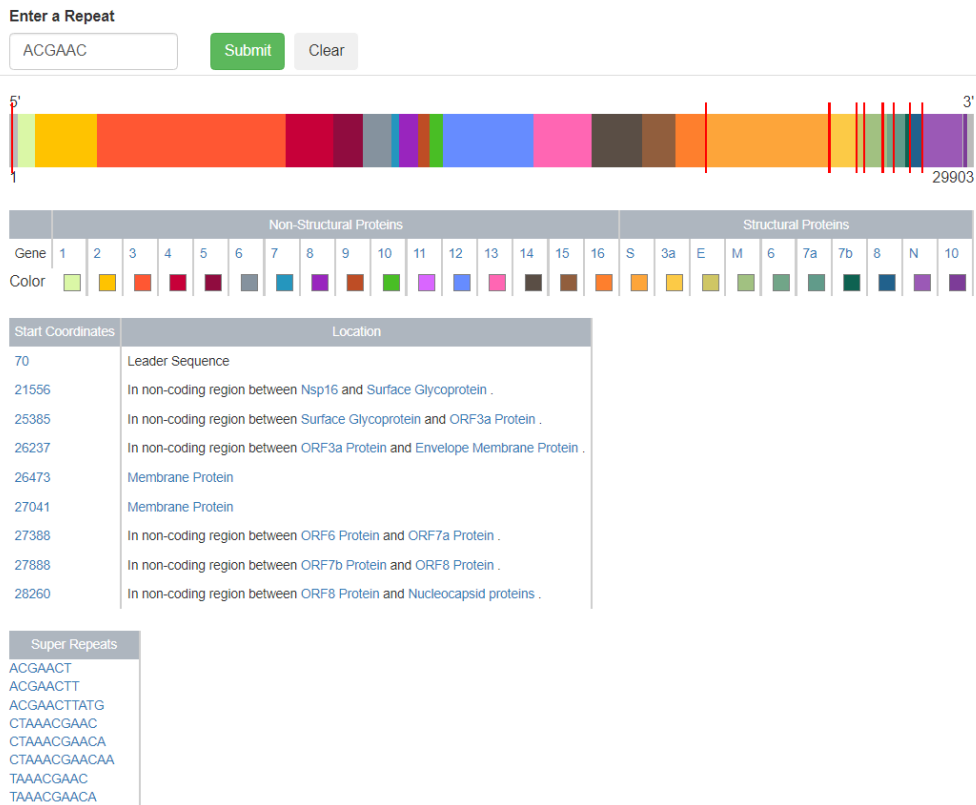 Enter a Repeat
ACGAAC Submit Clear
5' 3'
1 29903
Non-Structural Proteins Structural Proteins
Gene 1 2 3 4 5 6 7 8 9 10 11 12 13 14 15 16 S 3a E M 6 7a 7b 8 N 10
Color
Start Coordinates Location
70 Leader Sequence
21556 In non-coding region between Nsp16 and Surface Glycoprotein .
25385 In non-coding region between Surface Glycoprotein and ORF3a Protein .
26237 In non-coding region between ORF3a Protein and Envelope Membrane Protein .
26473 Membrane Protein
27041 Membrane Protein
27388 In non-coding region between ORF6 Protein and ORF7a Protein .
27888 In non-coding region between ORF7b Protein and ORF8 Protein .
28260 In non-coding region between ORF8 Protein and Nucleocapsid proteins .
Super Repeats
ACGAACT
ACGAACTT
ACGAACTTATG
CTAAACGAAC
CTAAACGAACA
CTAAACGAACAA
TAAACGAAC
TAAACGAACA